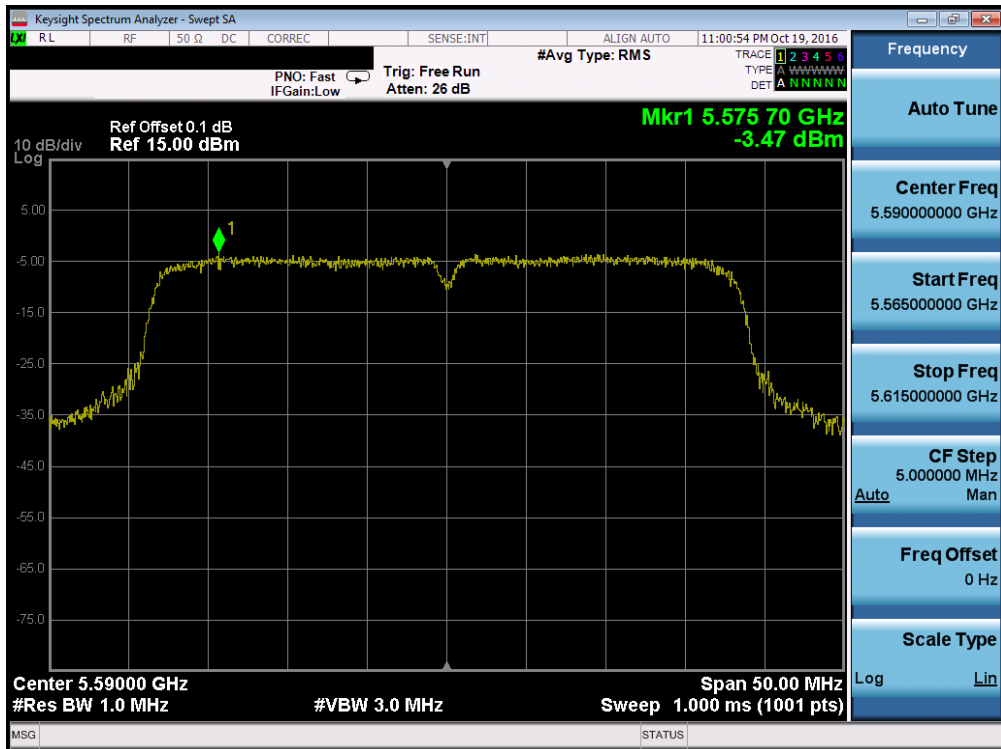 Keysight Spectrum Analyzer - Swept SA
LXI RL RF 50 Ω DC CORREC SENSE:INT ALIGN AUTO 11:00:54 PM Oct 19, 2016
#Avg Type: RMS TRACE 1 2 3 4 5 6
PNO: Fast Trig: Free Run TYPE A WWWWW
IFGain:Low Atten: 26 dB DET A N N N N N
Mkr1 5.575 70 GHz
Ref Offset 0.1 dB
10 dB/div Ref 15.00 dBm -3.47 dBm
Log
1
5.00
-5.00
-15.0
-25.0
-35.0
-45.0
-55.0
-65.0
-75.0
Center 5.59000 GHz Span 50.00 MHz
#Res BW 1.0 MHz #VBW 3.0 MHz Sweep 1.000 ms (1001 pts)
MSG STATUS
Frequency
Auto Tune
Center Freq
5.590000000 GHz
Start Freq
5.565000000 GHz
Stop Freq
5.615000000 GHz
CF Step
5.000000 MHz
Auto Man
Freq Offset
0 Hz
Scale Type
Log Lin